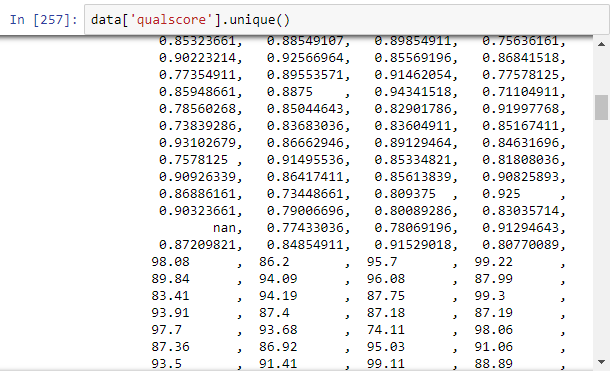 In [257]: data['qualscore'].unique()
0.85323661, 0.88549107, 0.89854911, 0.75636161,
0.90223214, 0.92566964, 0.85569196, 0.86841518,
0.77354911, 0.89553571, 0.91462054, 0.77578125,
0.85948661, 0.8875 , 0.94341518, 0.71104911,
0.78560268, 0.85044643, 0.82901786, 0.91997768,
0.73839286, 0.83683036, 0.83604911, 0.85167411,
0.93102679, 0.86662946, 0.89129464, 0.84631696,
0.7578125 , 0.91495536, 0.85334821, 0.81808036,
0.90926339, 0.86417411, 0.85613839, 0.90825893,
0.86886161, 0.73448661, 0.809375 , 0.925 ,
0.90323661, 0.79006696, 0.80089286, 0.83035714,
nan, 0.77433036, 0.78069196, 0.91294643,
0.87209821, 0.84854911, 0.91529018, 0.80770089,
98.08 , 86.2 , 95.7 , 99.22 ,
89.84 , 94.09 , 96.08 , 87.99 ,
83.41 , 94.19 , 87.75 , 99.3 ,
93.91 , 87.4 , 87.18 , 87.19 ,
97.7 , 93.68 , 74.11 , 98.06 ,
87.36 , 86.92 , 95.03 , 91.06 ,
93.5 , 91.41 , 99.11 , 88.89 ,